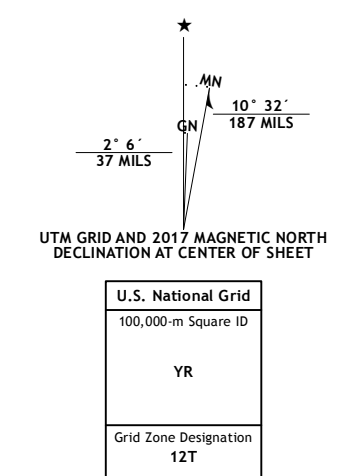 ★
MN
10° 32´
187 MILS
GN
2° 6´
37 MILS
UTM GRID AND 2017 MAGNETIC NORTH
DECLINATION AT CENTER OF SHEET
U.S. National Grid
100,000-m Square ID
YR
Grid Zone Designation
12T